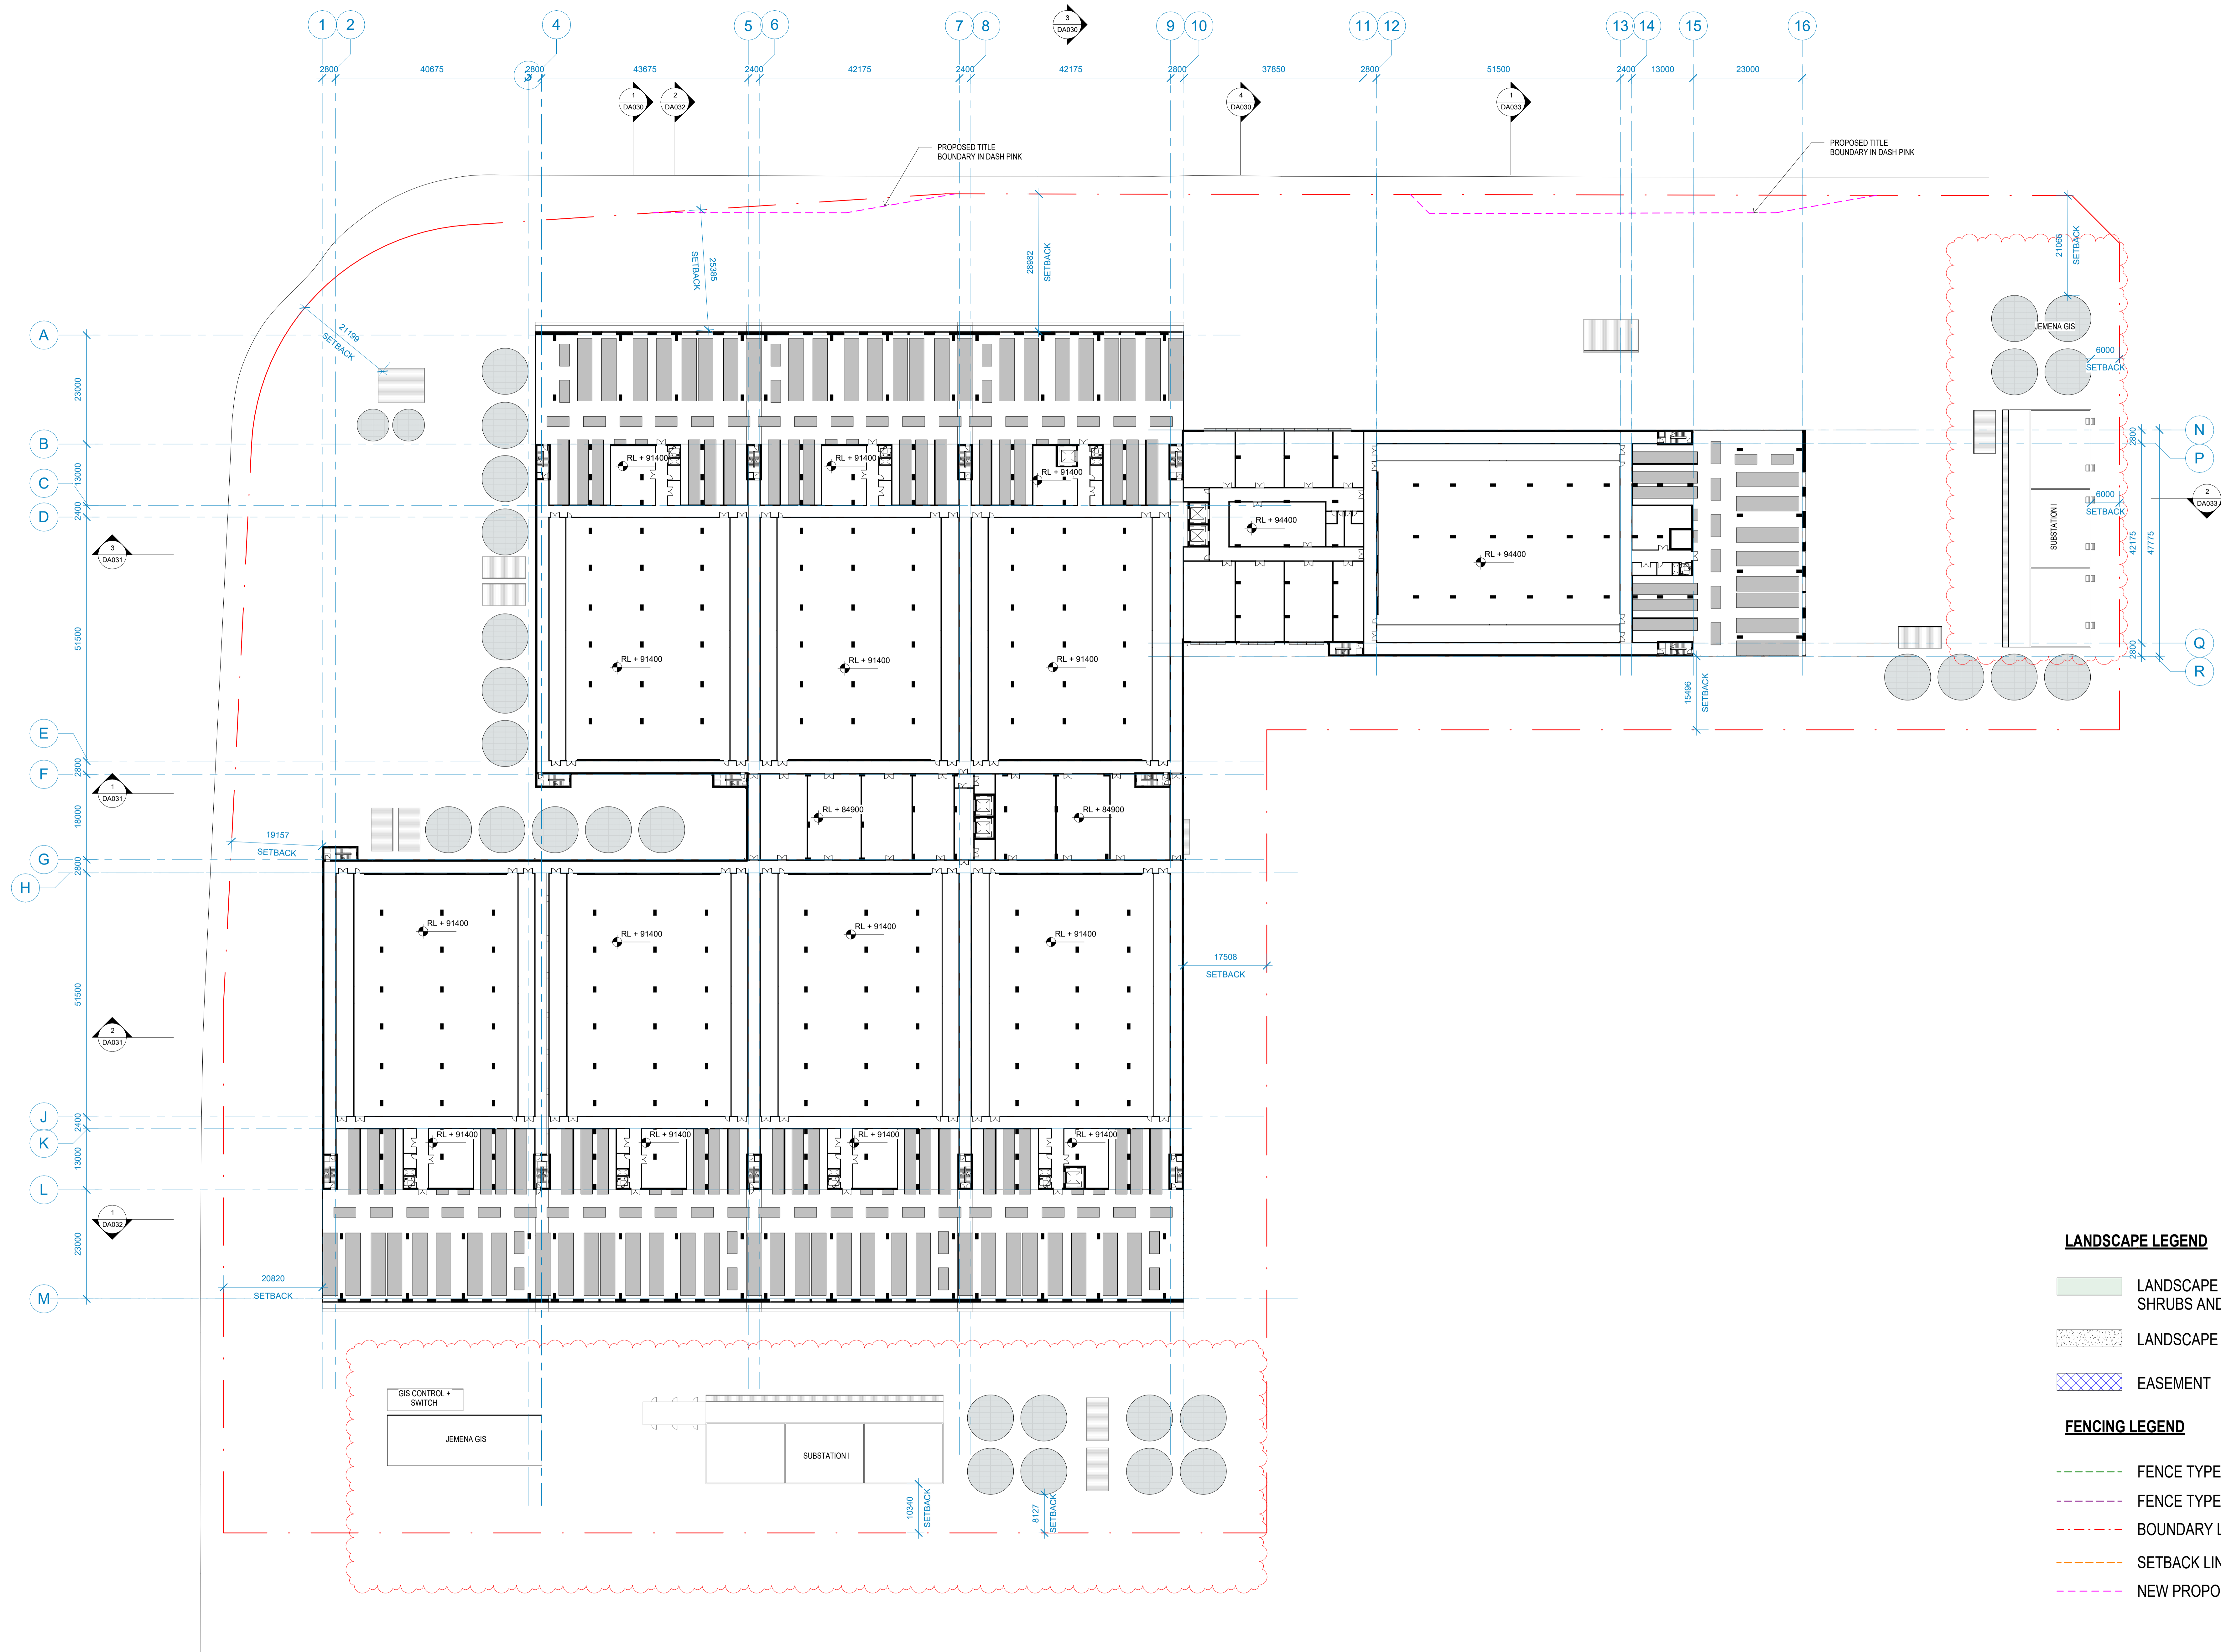 1 2 4 5 6 7 8 9 10 11 12 13 14 15 16
3
DA030
2800 40675 2800 43675 2400 42175 2400 42175 2800 37850 2800 51500 2400 13000 23000
1
DA030
2
DA032
4
DA030
1
DA033
PROPOSED TITLE
BOUNDARY IN DASH PINK
PROPOSED TITLE
BOUNDARY IN DASH PINK
25385
SETBACK
28982
SETBACK
21066
SETBACK
21199
SETBACK
JEMENA GIS
6000
SETBACK
A
23000
B
13000
C
2400
D
51500
E
2800
F
18000
G
2800
H
51500
J
2400
K
13000
L
23000
M
3
DA031
1
DA031
2
DA031
1
DA032
RL + 91400
RL + 91400
RL + 91400
RL + 94400
RL + 94400
RL + 91400
RL + 91400
RL + 91400
RL + 84900
RL + 84900
N
2800
P
6000
SETBACK
SUBSTATION I
2
DA033
42175
47775
Q
2800
R
15496
SETBACK
19157
SETBACK
RL + 91400
RL + 91400
RL + 91400
RL + 91400
17508
SETBACK
RL + 91400
RL + 91400
RL + 91400
RL + 91400
20820
SETBACK
GIS CONTROL +
SWITCH
JEMENA GIS
SUBSTATION I
10340
SETBACK
8127
SETBACK
LANDSCAPE LEGEND
LANDSCAPE
SHRUBS AND
LANDSCAPE
EASEMENT
FENCING LEGEND
FENCE TYPE
FENCE TYPE
BOUNDARY L
SETBACK LIN
NEW PROPO